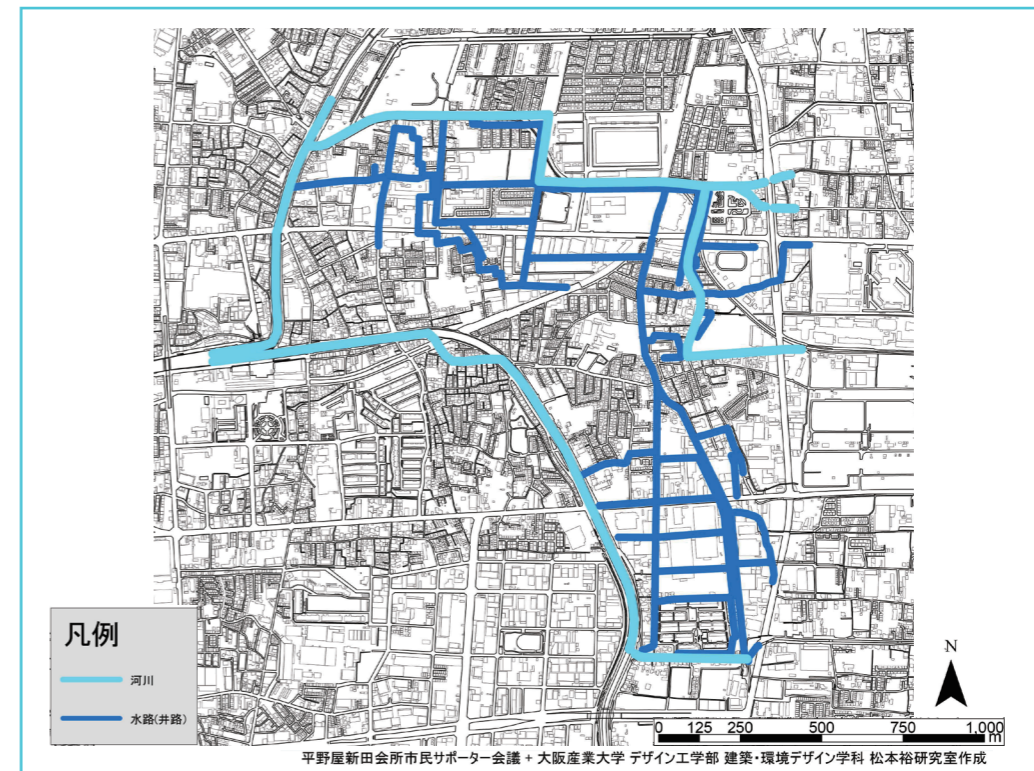 凡例
河川
水路(井路)
N
125 250 500 750 1,000
m
平野屋新田会所市民サポーター会議 + 大阪産業大学 デザイン工学部 建築・環境デザイン学科 松本裕研究室作成